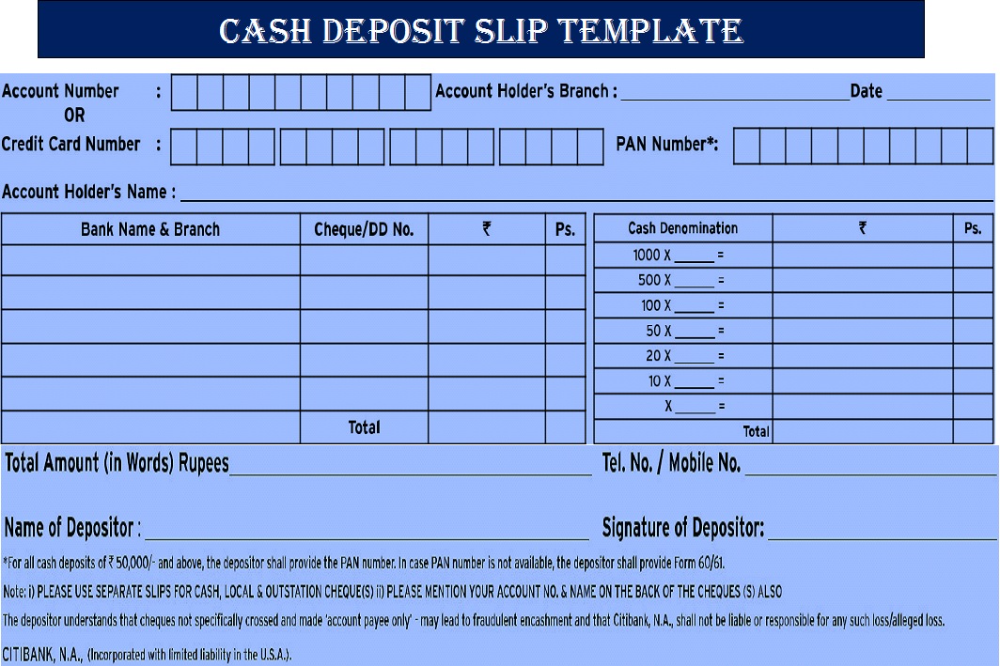 CASH DEPOSIT SLIP TEMPLATE
Account Number : Account Holder's Branch : ____ Date ____
OR
Credit Card Number : PAN Number*:
Account Holder's Name : ____
Bank Name & Branch Cheque/DD No. ₹ Ps. Cash Denomination ₹ Ps.
1000 X ____ =
500 X ____ =
100 X ____ =
50 X ____ =
20 X ____ =
10 X ____ =
X ____ =
Total Total
Total Amount (in Words) Rupees____ Tel. No. / Mobile No. ____
Name of Depositor : ____ Signature of Depositor: ____
*For all cash deposits of ₹ 50,000/- and above, the depositor shall provide the PAN number. In case PAN number is not available, the depositor shall provide Form 60/61.
Note: i) PLEASE USE SEPARATE SLIPS FOR CASH, LOCAL & OUTSTATION CHEQUE(S) ii) PLEASE MENTION YOUR ACCOUNT NO. & NAME ON THE BACK OF THE CHEQUES (S) ALSO
The depositor understands that cheques not specifically crossed and made 'account payee only' - may lead to fraudulent encashment and that Citibank, N.A., shall not be liable or responsible for any such loss/alleged loss.
CITIBANK, N.A., (Incorporated with limited liability in the U.S.A.).